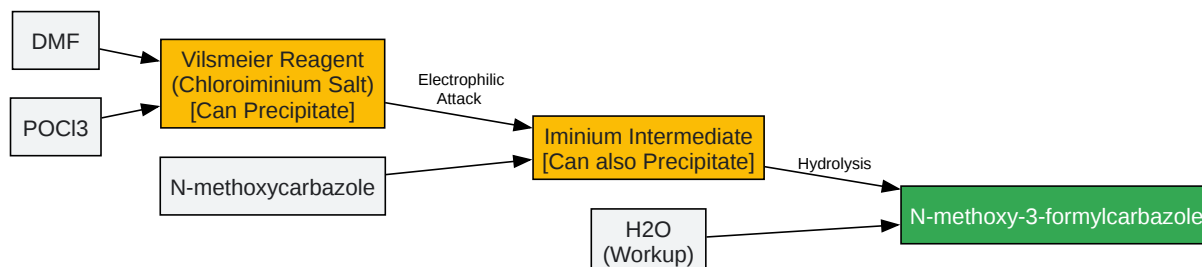 DMF
POCl3
Vilsmeier Reagent
(Chloroiminium Salt)
[Can Precipitate]
N-methoxycarbazole
Electrophilic
Attack
Iminium Intermediate
[Can also Precipitate]
Hydrolysis
H2O
(Workup)
N-methoxy-3-formylcarbazole